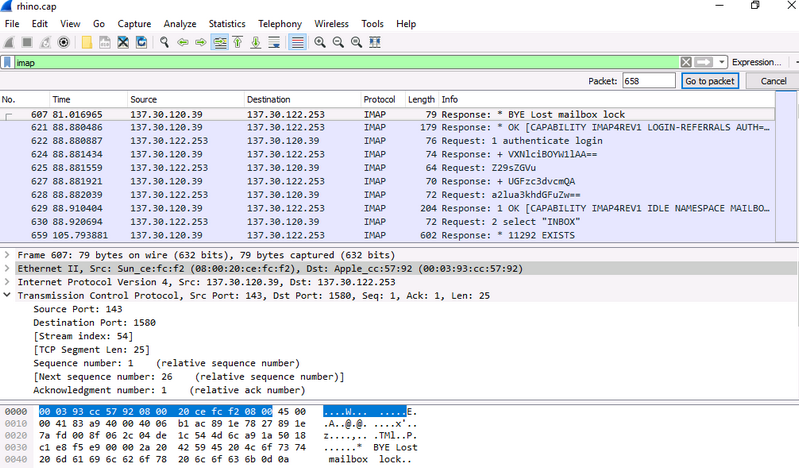 rhino.cap
File Edit View Go Capture Analyze Statistics Telephony Wireless Tools Help
imap Expression...
Packet: 658 Go to packet Cancel
No. Time Source Destination Protocol Length Info
607 81.016965 137.30.120.39 137.30.122.253 IMAP 79 Response: * BYE Lost mailbox lock
621 88.880486 137.30.120.39 137.30.122.253 IMAP 179 Response: * OK [CAPABILITY IMAP4REV1 LOGIN-REFERRALS AUTH=…
622 88.880887 137.30.122.253 137.30.120.39 IMAP 76 Request: 1 authenticate login
624 88.881434 137.30.120.39 137.30.122.253 IMAP 74 Response: + VXNlciBOYW1lAA==
625 88.881559 137.30.122.253 137.30.120.39 IMAP 64 Request: Z29sZGVu
627 88.881921 137.30.120.39 137.30.122.253 IMAP 70 Response: + UGFzc3dvcmQA
628 88.882039 137.30.122.253 137.30.120.39 IMAP 72 Request: a2lua3khdGFuZw==
629 88.910404 137.30.120.39 137.30.122.253 IMAP 204 Response: 1 OK [CAPABILITY IMAP4REV1 IDLE NAMESPACE MAILBO…
630 88.920694 137.30.122.253 137.30.120.39 IMAP 72 Request: 2 select "INBOX"
659 105.793881 137.30.120.39 137.30.122.253 IMAP 602 Response: * 11292 EXISTS
Frame 607: 79 bytes on wire (632 bits), 79 bytes captured (632 bits)
Ethernet II, Src: Sun_ce:fc:f2 (08:00:20:ce:fc:f2), Dst: Apple_cc:57:92 (00:03:93:cc:57:92)
Internet Protocol Version 4, Src: 137.30.120.39, Dst: 137.30.122.253
Transmission Control Protocol, Src Port: 143, Dst Port: 1580, Seq: 1, Ack: 1, Len: 25
Source Port: 143
Destination Port: 1580
[Stream index: 54]
[TCP Segment Len: 25]
Sequence number: 1 (relative sequence number)
[Next sequence number: 26 (relative sequence number)]
Acknowledgment number: 1 (relative ack number)
0000 00 03 93 cc 57 92 08 00 20 ce fc f2 08 00 45 00 ....W... .....E.
0010 00 41 83 a9 40 00 40 06 b1 ac 89 1e 78 27 89 1e .A..@.@. ....x'..
0020 7a fd 00 8f 06 2c 04 de 1c 54 4d 6c a9 1a 50 18 z....,.. .TMl..P.
0030 c1 e8 f5 e9 00 00 2a 20 42 59 45 20 4c 6f 73 74 ......* BYE Lost
0040 20 6d 61 69 6c 62 6f 78 20 6c 6f 63 6b 0d 0a mailbox lock..